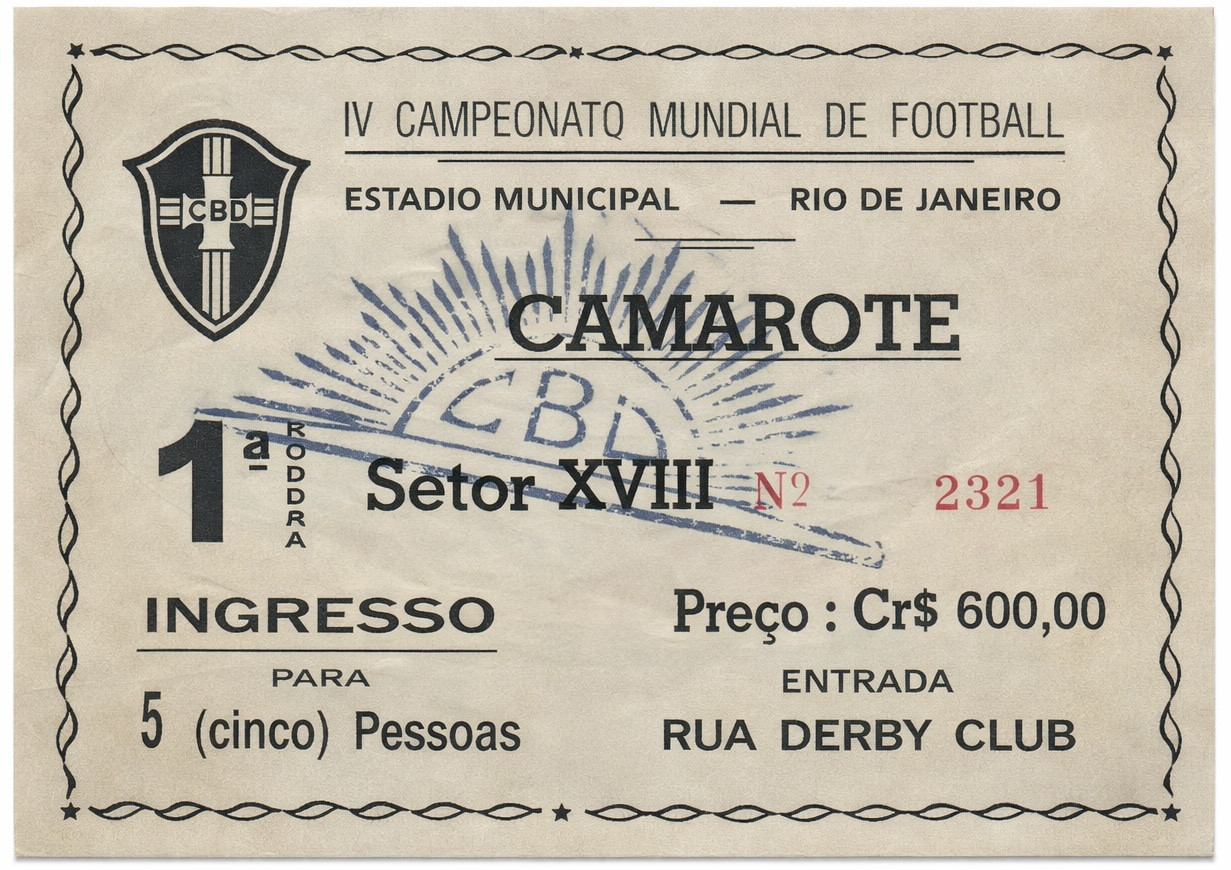 IV CAMPEONATO MUNDIAL DE FOOTBALL
CBD
ESTADIO MUNICIPAL — RIO DE JANEIRO
CAMAROTE
CBD
1ª RODDRA
Setor XVIII Nº 2321
INGRESSO
PARA
5 (cinco) Pessoas
Preço : Cr$ 600,00
ENTRADA
RUA DERBY CLUB